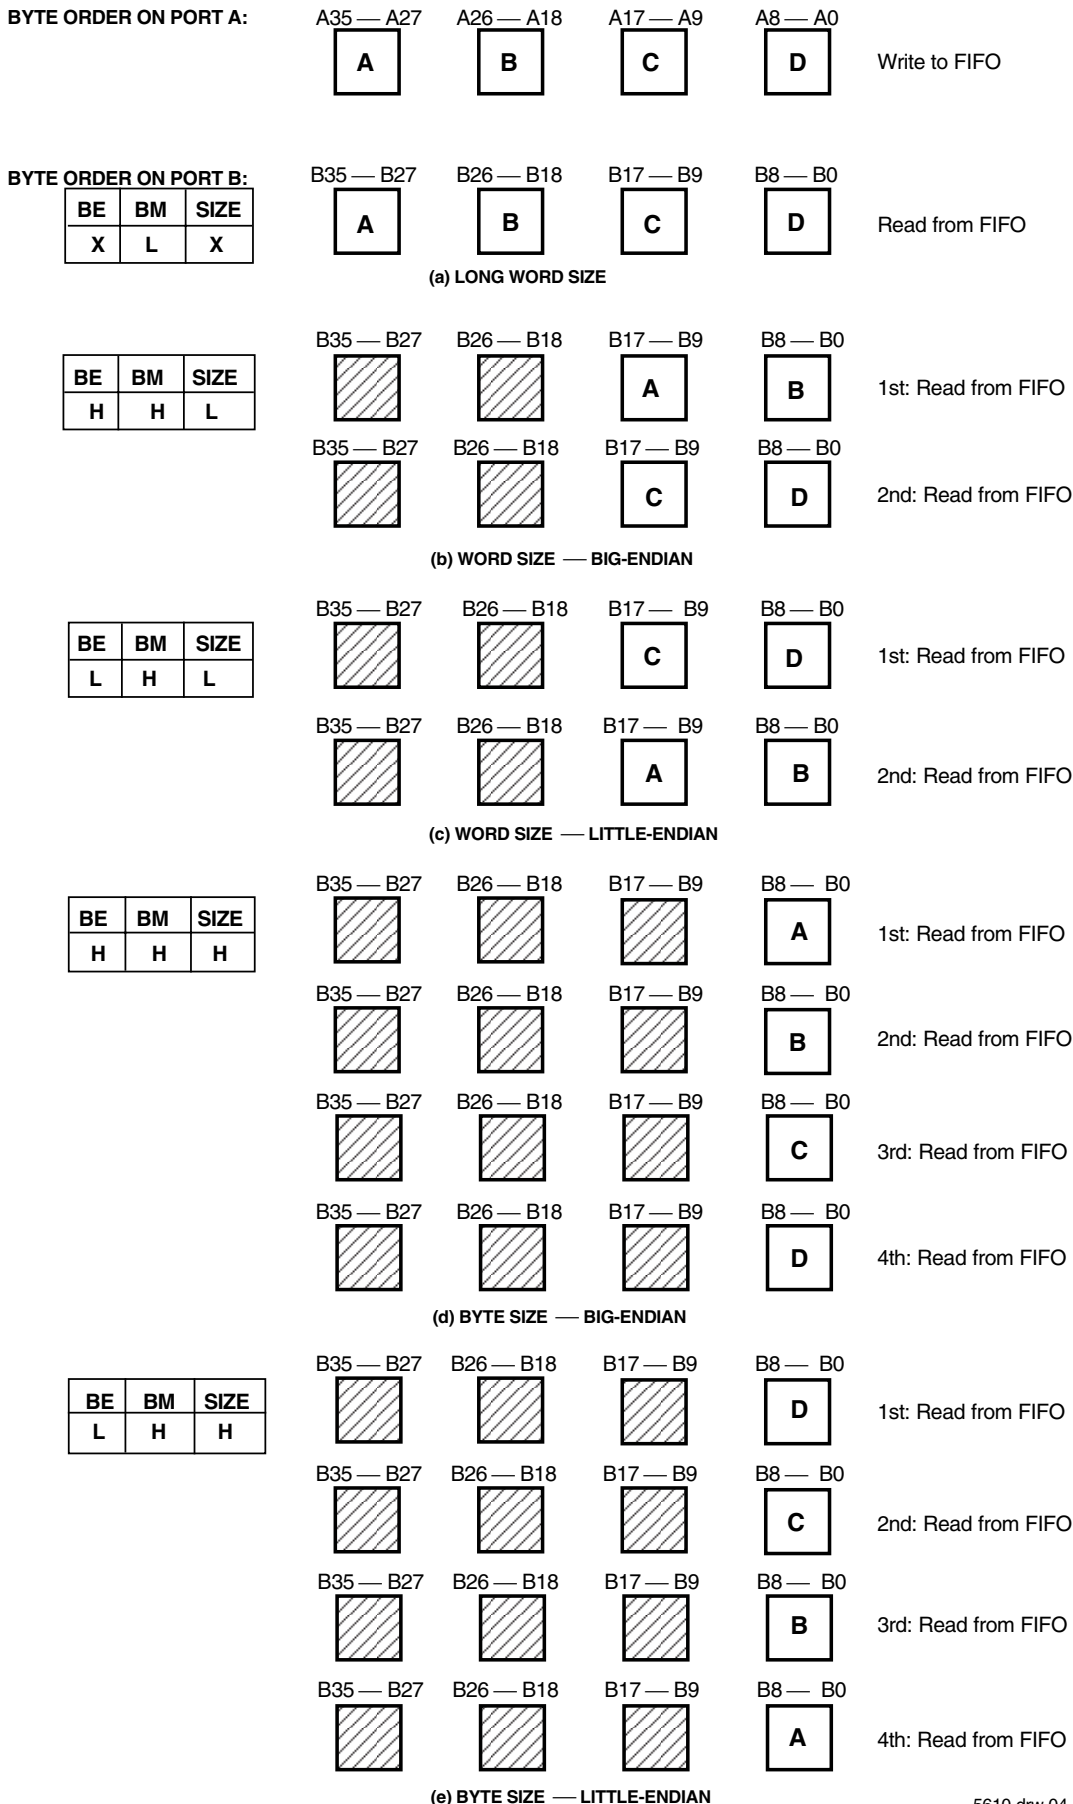 BYTE ORDER ON PORT A:
A35 — A27 A26 — A18 A17 — A9 A8 — A0
A B C D Write to FIFO
BYTE ORDER ON PORT B:
B35 — B27 B26 — B18 B17 — B9 B8 — B0
BE BM SIZE
X L X
A B C D Read from FIFO
(a) LONG WORD SIZE
B35 — B27 B26 — B18 B17 — B9 B8 — B0
BE BM SIZE
H H L
A B 1st: Read from FIFO
B35 — B27 B26 — B18 B17 — B9 B8 — B0
C D 2nd: Read from FIFO
(b) WORD SIZE — BIG-ENDIAN
B35 — B27 B26 — B18 B17 — B9 B8 — B0
BE BM SIZE
L H L
C D 1st: Read from FIFO
B35 — B27 B26 — B18 B17 — B9 B8 — B0
A B 2nd: Read from FIFO
(c) WORD SIZE — LITTLE-ENDIAN
B35 — B27 B26 — B18 B17 — B9 B8 — B0
BE BM SIZE
H H H
A 1st: Read from FIFO
B35 — B27 B26 — B18 B17 — B9 B8 — B0
B 2nd: Read from FIFO
B35 — B27 B26 — B18 B17 — B9 B8 — B0
C 3rd: Read from FIFO
B35 — B27 B26 — B18 B17 — B9 B8 — B0
D 4th: Read from FIFO
(d) BYTE SIZE — BIG-ENDIAN
B35 — B27 B26 — B18 B17 — B9 B8 — B0
BE BM SIZE
L H H
D 1st: Read from FIFO
B35 — B27 B26 — B18 B17 — B9 B8 — B0
C 2nd: Read from FIFO
B35 — B27 B26 — B18 B17 — B9 B8 — B0
B 3rd: Read from FIFO
B35 — B27 B26 — B18 B17 — B9 B8 — B0
A 4th: Read from FIFO
(e) BYTE SIZE — LITTLE-ENDIAN
5610 drw 04